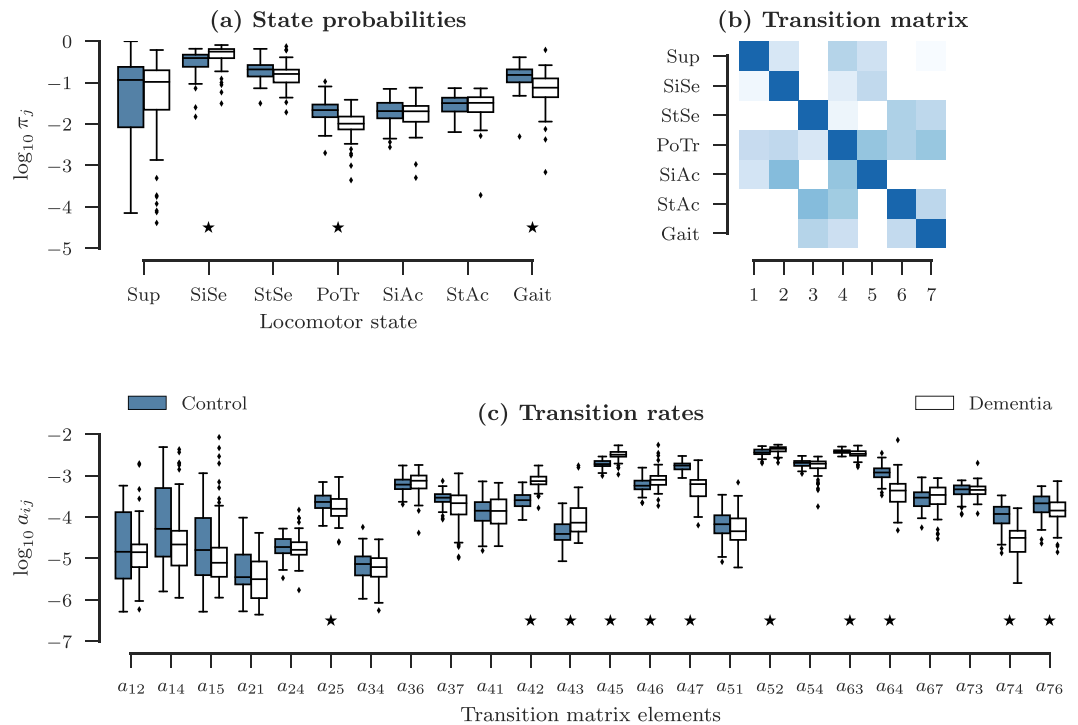 (a) State probabilities
0
−1
−2
−3
−4
−5
log₁₀ πⱼ
★ ★ ★
Sup SiSe StSe PoTr SiAc StAc Gait
Locomotor state
(b) Transition matrix
Sup
SiSe
StSe
PoTr
SiAc
StAc
Gait
1 2 3 4 5 6 7
Control
(c) Transition rates
Dementia
−2
−3
−4
−5
−6
−7
log₁₀ aᵢⱼ
★ ★ ★ ★ ★ ★ ★ ★ ★ ★ ★
a₁₂ a₁₄ a₁₅ a₂₁ a₂₄ a₂₅ a₃₄ a₃₆ a₃₇ a₄₁ a₄₂ a₄₃ a₄₅ a₄₆ a₄₇ a₅₁ a₅₂ a₅₄ a₆₃ a₆₄ a₆₇ a₇₃ a₇₄ a₇₆
Transition matrix elements